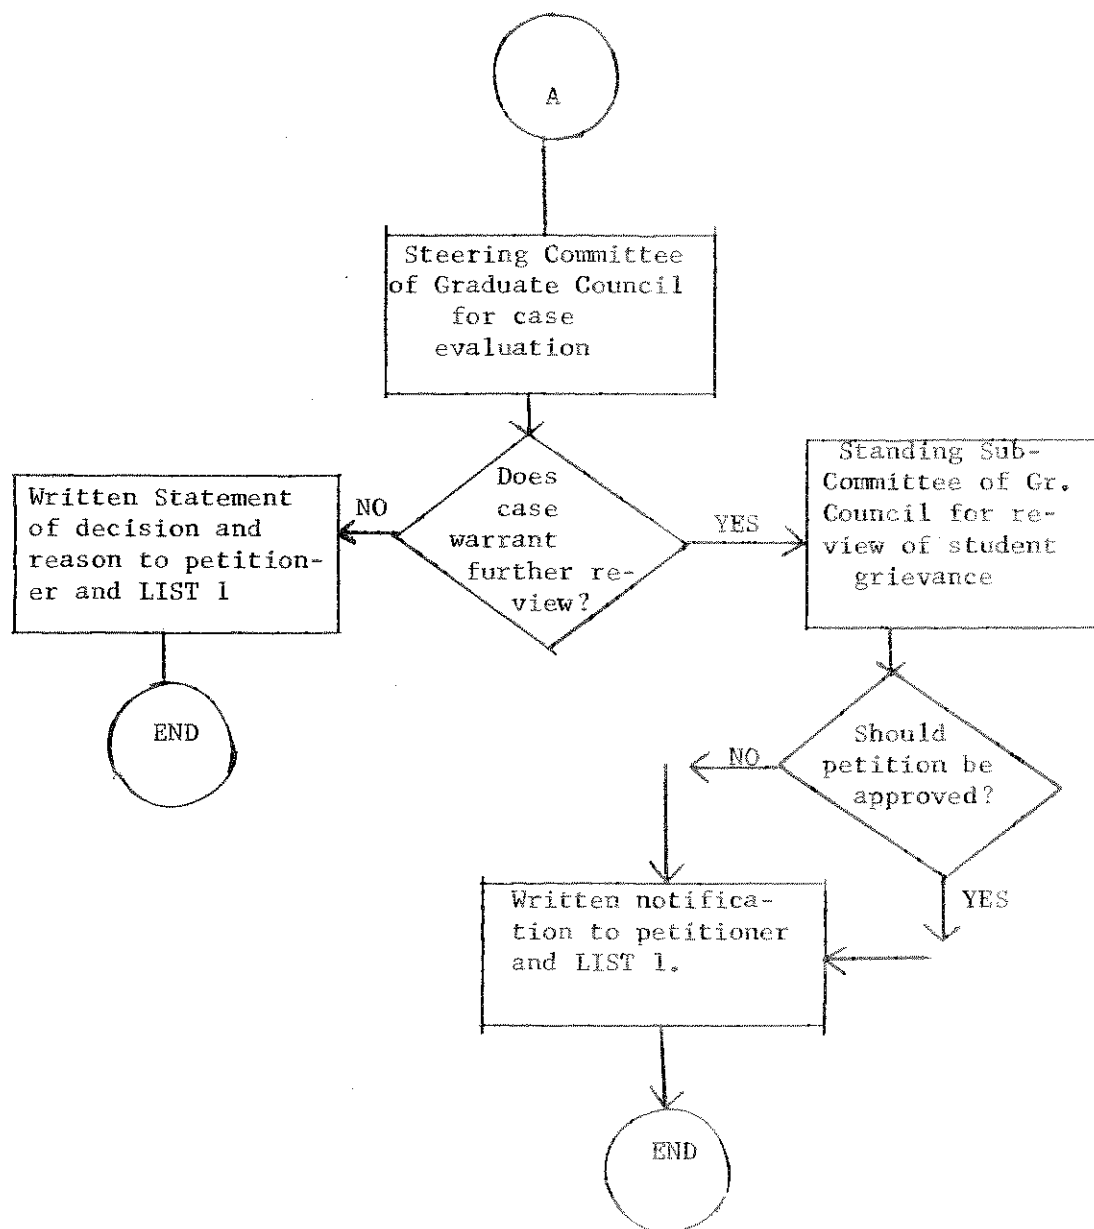 A
Steering Committee
of Graduate Council
for case
evaluation
Does
case
warrant
further re-
view?
NO
YES
Written Statement
of decision and
reason to petition-
er and LIST 1
END
Standing Sub-
Committee of Gr.
Council for re-
view of student
grievance
Should
petition be
approved?
NO
YES
Written notifica-
tion to petitioner
and LIST 1.
END